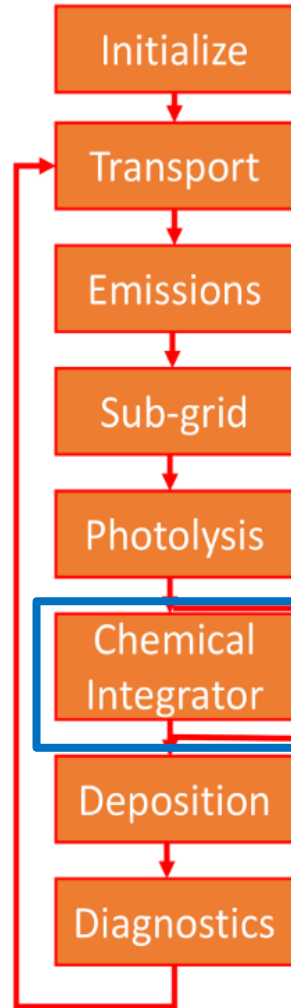 Initialize
Transport
Emissions
Sub-grid
Photolysis
Chemical
Integrator
Deposition
Diagnostics